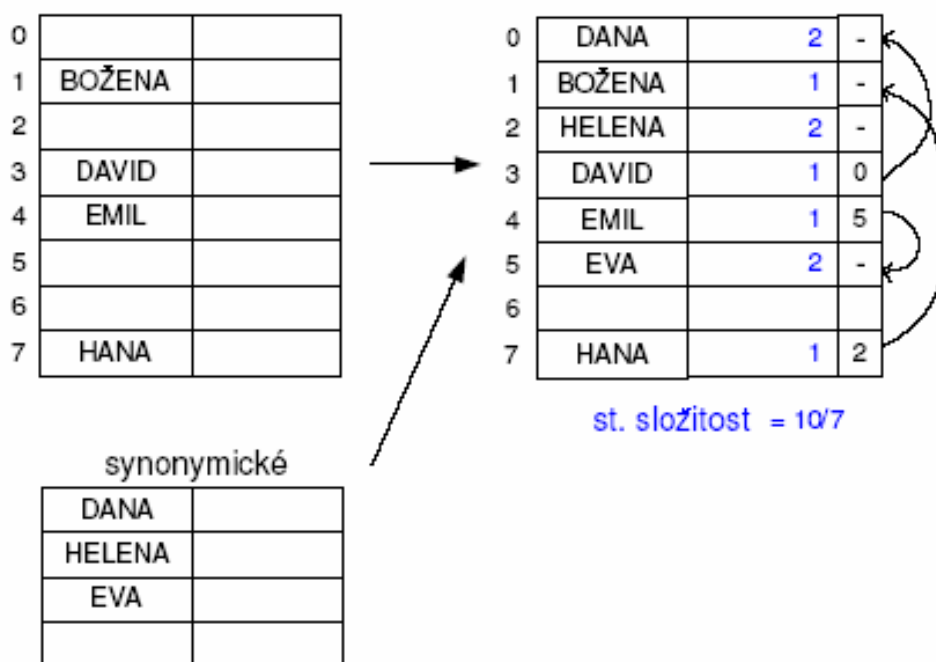 0
1 BOŽENA
2
3 DAVID
4 EMIL
5
6
7 HANA
0 DANA 2 -
1 BOŽENA 1 -
2 HELENA 2 -
3 DAVID 1 0
4 EMIL 1 5
5 EVA 2 -
6
7 HANA 1 2
st. složitost = 10/7
synonymické
DANA
HELENA
EVA